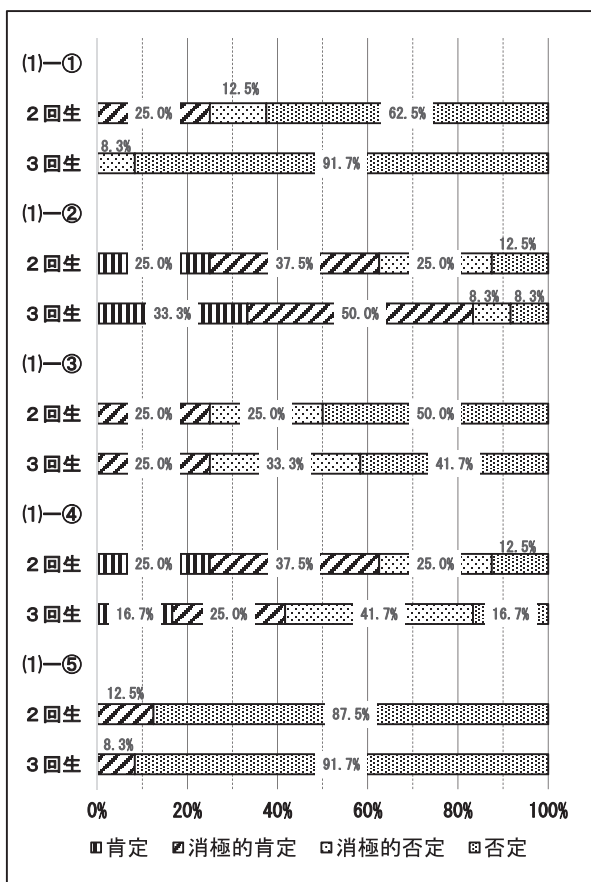 (1)―①
12.5%
2回生 25.0% 62.5%
8.3%
3回生 91.7%
(1)―②
12.5%
2回生 25.0% 37.5% 25.0%
8.3% 8.3%
3回生 33.3% 50.0%
(1)―③
2回生 25.0% 25.0% 50.0%
3回生 25.0% 33.3% 41.7%
(1)―④
12.5%
2回生 25.0% 37.5% 25.0%
3回生 16.7% 25.0% 41.7% 16.7%
(1)―⑤
12.5%
2回生 87.5%
8.3%
3回生 91.7%
0% 20% 40% 60% 80% 100%
肯定 消極的肯定 消極的否定 否定